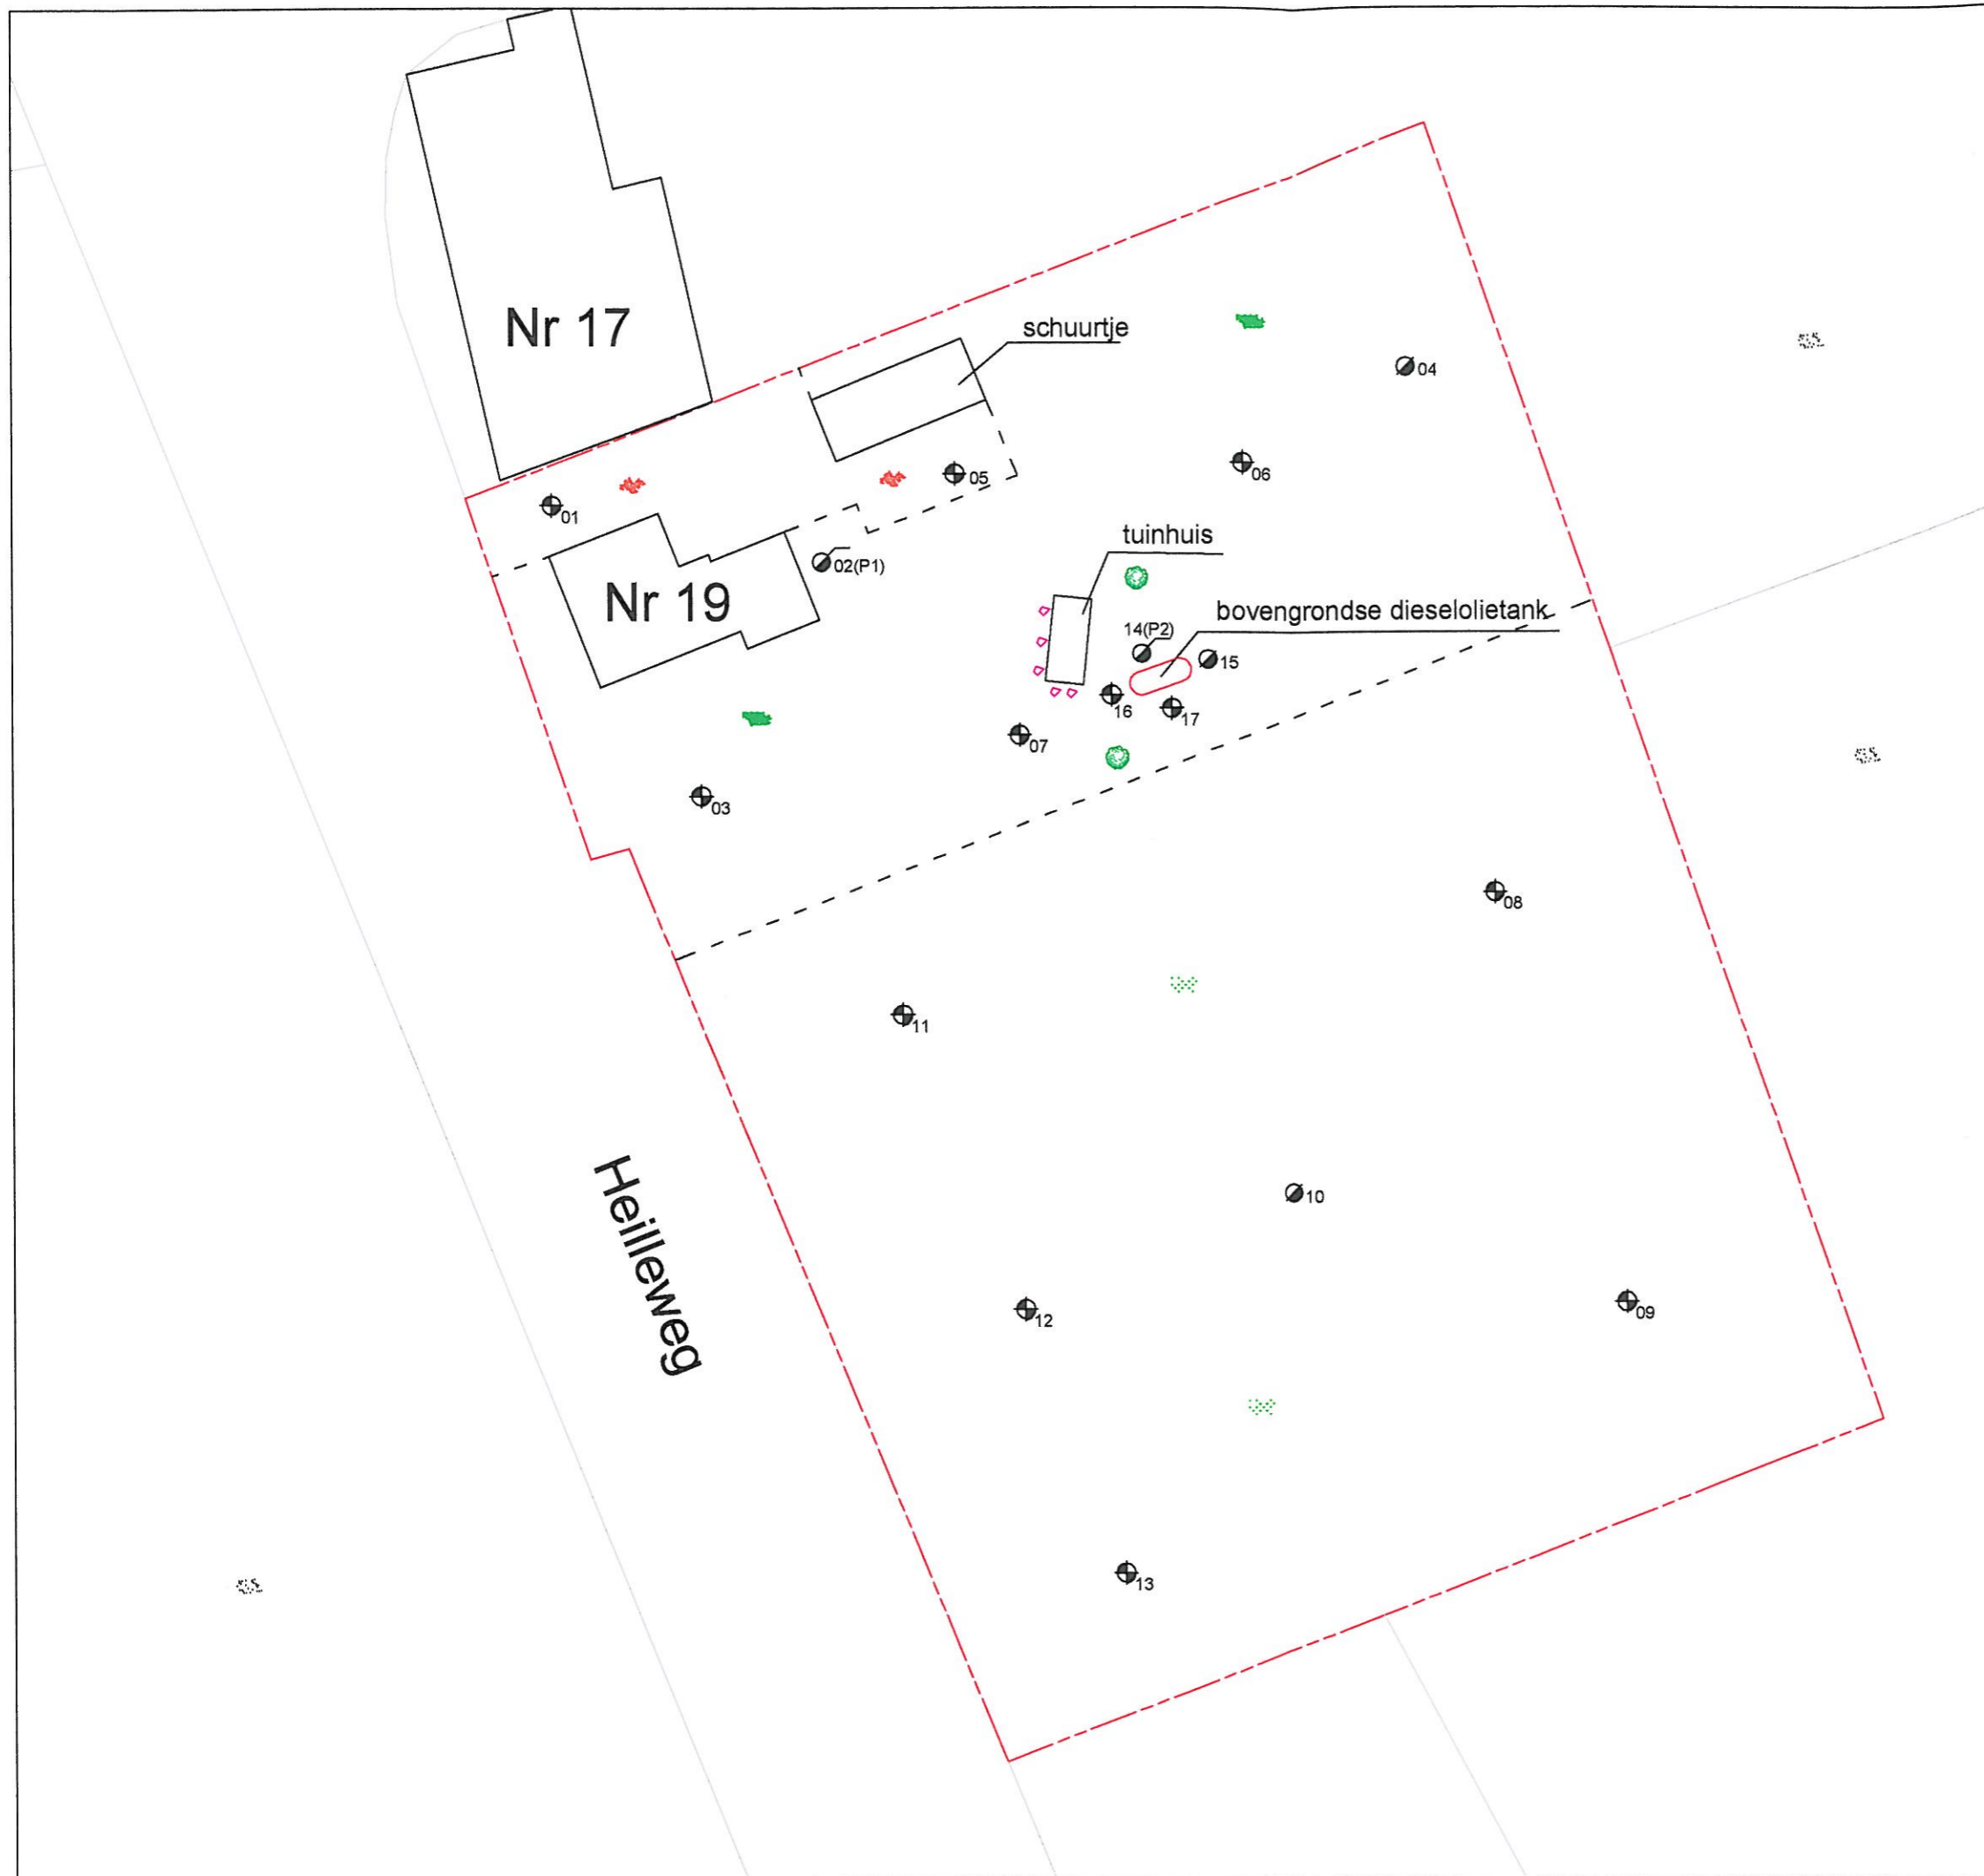 Nr 17
schuurtje
04
06
05
01
tuinhuis
02(P1)
Nr 19
bovengrondse dieselolietank
14(P2)
15
16
17
07
03
08
11
10
Heilleweg
12
09
13